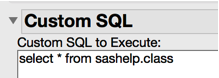 Custom SQL
Custom SQL to Execute:
select * from sashelp.class